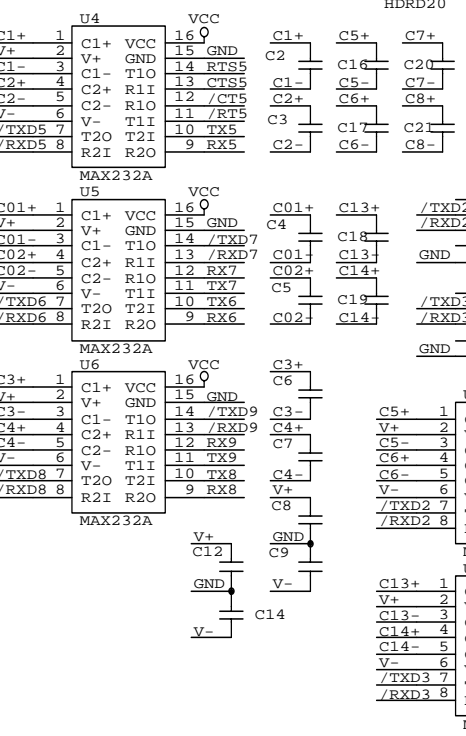 HDRD20
U4 VCC
C1+ 1 C1+ VCC 16
V+ 2 V+ GND 15 GND
C1- 3 C1- T1O 14 RTS5
C2+ 4 C2+ R1I 13 CTS5
C2- 5 C2- R1O 12 /CT5
V- 6 V- T1I 11 /RT5
/TXD5 7 T2O T2I 10 TX5
/RXD5 8 R2I R2O 9 RX5
MAX232A
C1+ C5+ C7+
C2 C16 C20
C1- C5- C7-
C2+ C6+ C8+
C3 C17 C21
C2- C6- C8-
U5 VCC
C01+ 1 C1+ VCC 16
V+ 2 V+ GND 15 GND
C01- 3 C1- T1O 14 /TXD7
C02+ 4 C2+ R1I 13 /RXD7
C02- 5 C2- R1O 12 RX7
V- 6 V- T1I 11 TX7
/TXD6 7 T2O T2I 10 TX6
/RXD6 8 R2I R2O 9 RX6
MAX232A
C01+ C13+
C4 C18
C01- C13-
C02+ C14+
C5 C19
C02- C14-
/TXD2
/RXD2
GND
/TXD3
/RXD3
GND
U6 VCC
C3+ 1 C1+ VCC 16
V+ 2 V+ GND 15 GND
C3- 3 C1- T1O 14 /TXD9
C4+ 4 C2+ R1I 13 /RXD9
C4- 5 C2- R1O 12 RX9
V- 6 V- T1I 11 TX9
/TXD8 7 T2O T2I 10 TX8
/RXD8 8 R2I R2O 9 RX8
MAX232A
C3+
C6
C3-
C4+
C7
C4-
V+
C8
GND
C9
V-
V+
C12
GND
C14
V-
C5+ 1
V+ 2
C5- 3
C6+ 4
C6- 5
V- 6
/TXD2 7
/RXD2 8
C13+ 1
V+ 2
C13- 3
C14+ 4
C14- 5
V- 6
/TXD3 7
/RXD3 8